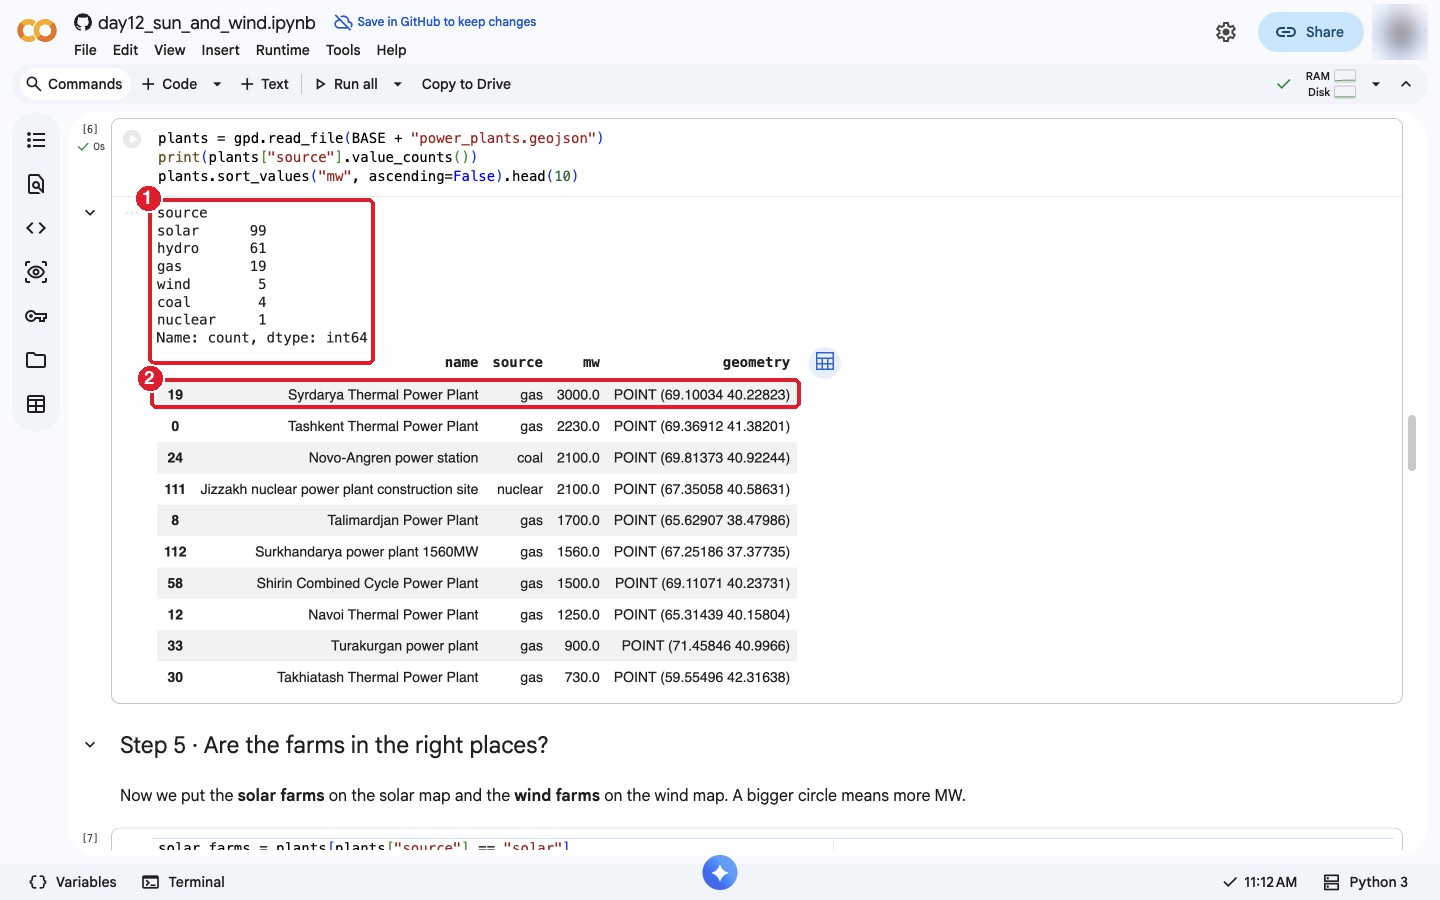 day12_sun_and_wind.ipynb
Save in GitHub to keep changes
File Edit View Insert Runtime Tools Help
Share
Commands + Code + Text Run all Copy to Drive
RAM
Disk
[6]
0s
plants = gpd.read_file(BASE + "power_plants.geojson")
print(plants["source"].value_counts())
plants.sort_values("mw", ascending=False).head(10)
1
source
solar 99
hydro 61
gas 19
wind 5
coal 4
nuclear 1
Name: count, dtype: int64
name source mw geometry
2
19 Syrdarya Thermal Power Plant gas 3000.0 POINT (69.10034 40.22823)
0 Tashkent Thermal Power Plant gas 2230.0 POINT (69.36912 41.38201)
24 Novo-Angren power station coal 2100.0 POINT (69.81373 40.92244)
111 Jizzakh nuclear power plant construction site nuclear 2100.0 POINT (67.35058 40.58631)
8 Talimardjan Power Plant gas 1700.0 POINT (65.62907 38.47986)
112 Surkhandarya power plant 1560MW gas 1560.0 POINT (67.25186 37.37735)
58 Shirin Combined Cycle Power Plant gas 1500.0 POINT (69.11071 40.23731)
12 Navoi Thermal Power Plant gas 1250.0 POINT (65.31439 40.15804)
33 Turakurgan power plant gas 900.0 POINT (71.45846 40.9966)
30 Takhiatash Thermal Power Plant gas 730.0 POINT (59.55496 42.31638)
Step 5 · Are the farms in the right places?
Now we put the solar farms on the solar map and the wind farms on the wind map. A bigger circle means more MW.
[7]
solar_farms = plants[plants["source"] == "solar"]
Variables Terminal
11:12 AM Python 3